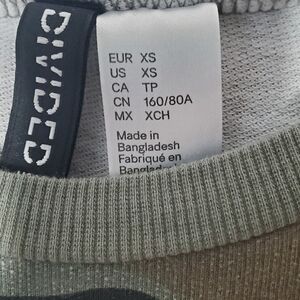 DIVIDED
EUR XS
US XS
CA TP
CN 160/80A
MX XCH
Made in
Bangladesh
Fabriqué en